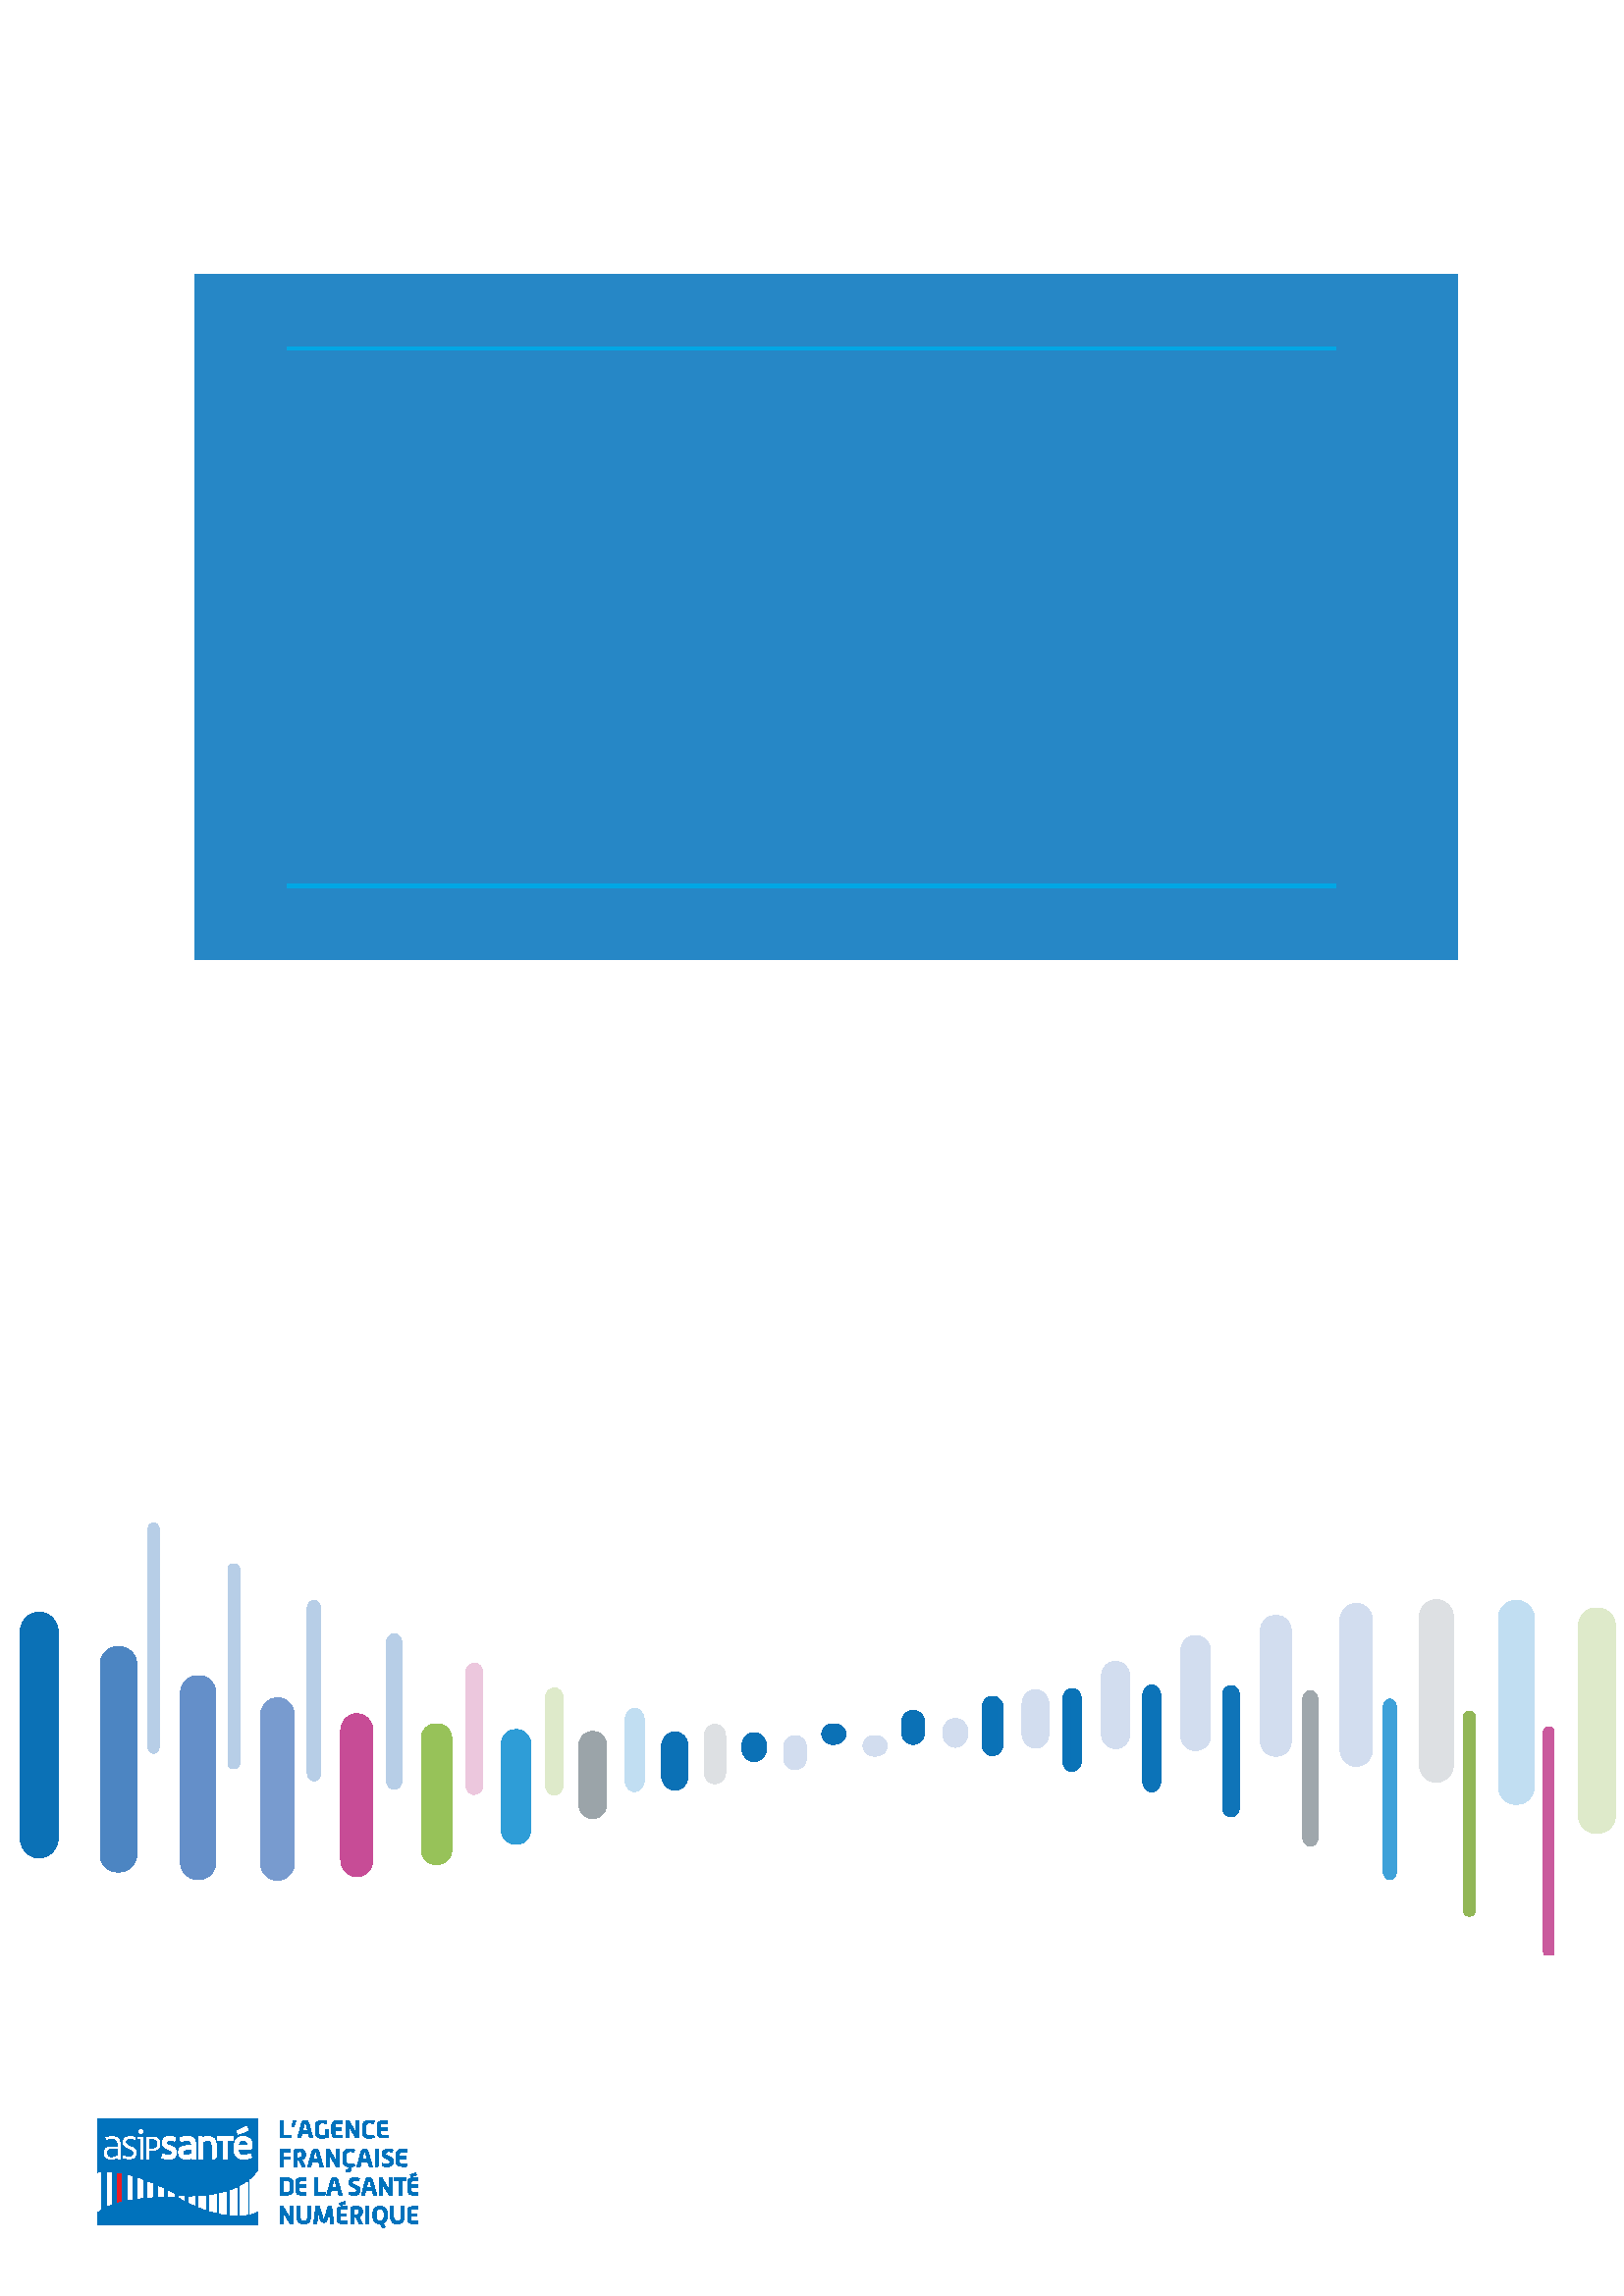 asipsanté
L'AGENCE
FRANÇAISE
DE LA SANTÉ
NUMÉRIQUE